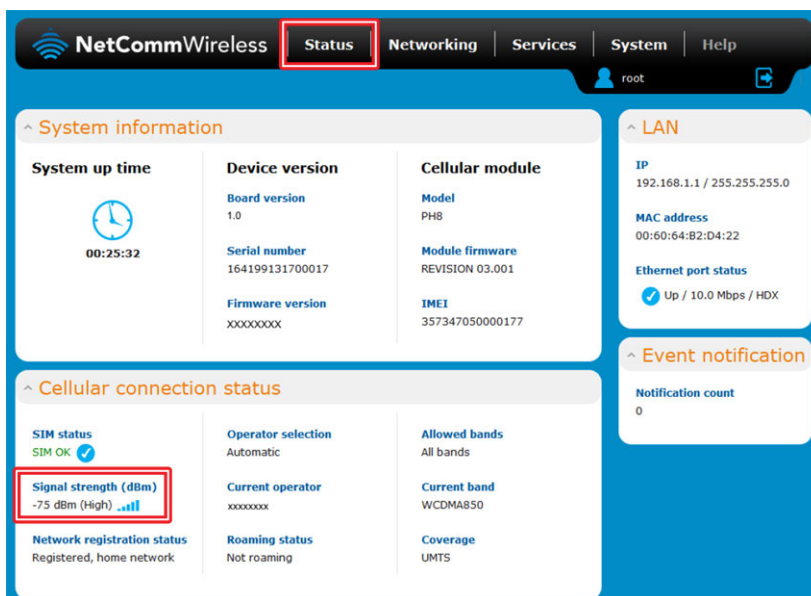 NetCommWireless
Status
Networking
Services
System
Help
root
System information
System up time
00:25:32
Device version
Board version
1.0
Serial number
164199131700017
Firmware version
XXXXXXXX
Cellular module
Model
PH8
Module firmware
REVISION 03.001
IMEI
357347050000177
Cellular connection status
SIM status
SIM OK
Signal strength (dBm)
-75 dBm (High)
Network registration status
Registered, home network
Operator selection
Automatic
Current operator
xxxxxxxx
Roaming status
Not roaming
Allowed bands
All bands
Current band
WCDMA850
Coverage
UMTS
LAN
IP
192.168.1.1 / 255.255.255.0
MAC address
00:60:64:B2:D4:22
Ethernet port status
Up / 10.0 Mbps / HDX
Event notification
Notification count
0